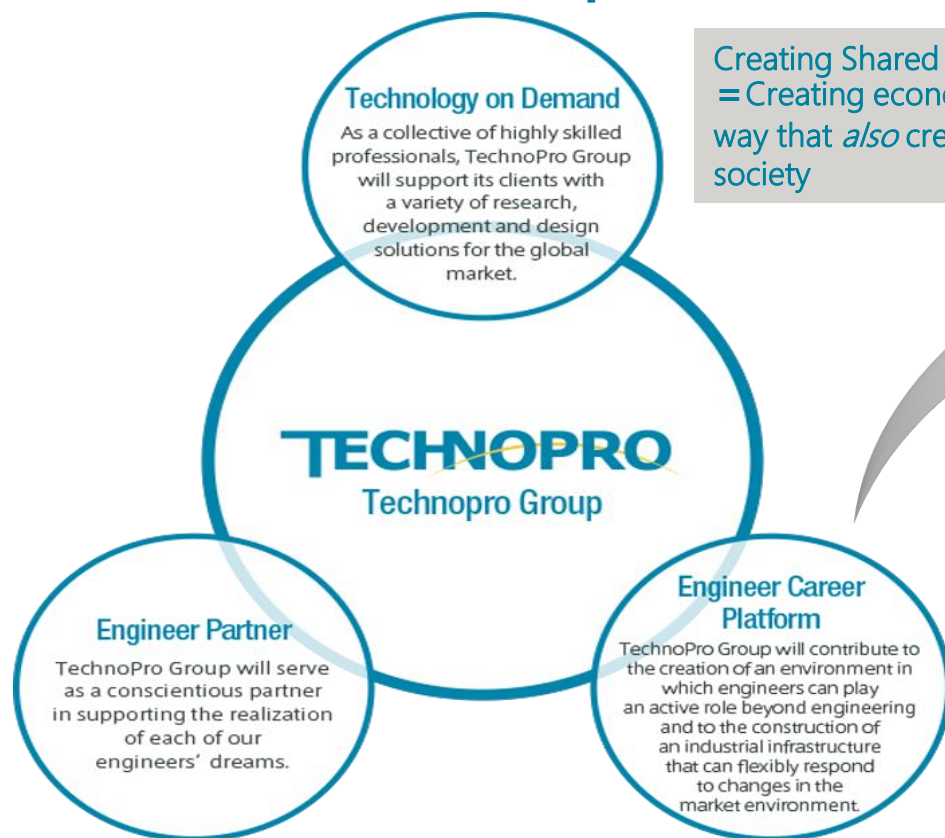 Creating Shared
=Creating econo
way that also cre
society
Technology on Demand
As a collective of highly skilled
professionals, TechnoPro Group
will support its clients with
a variety of research,
development and design
solutions for the global
market.
TECHNOPRO
Technopro Group
Engineer Partner
TechnoPro Group will serve
as a conscientious partner
in supporting the realization
of each of our
engineers’ dreams.
Engineer Career
Platform
TechnoPro Group will contribute to
the creation of an environment in
which engineers can play
an active role beyond engineering
and to the construction of
an industrial infrastructure
that can flexibly respond
to changes in the
market environment.